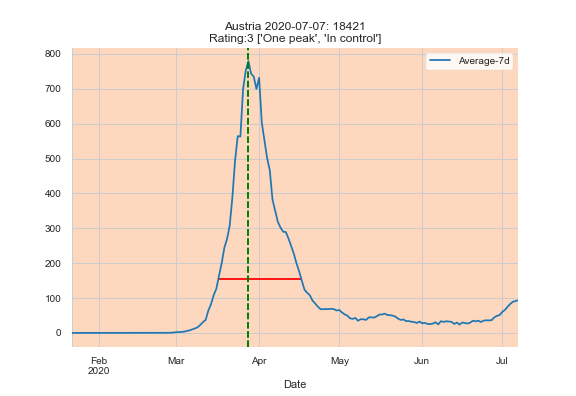 Austria 2020-07-07: 18421
Rating:3 ['One peak', 'In control']
Average-7d
800
700
600
500
400
300
200
100
0
Feb
2020
Mar
Apr
May
Jun
Jul
Date